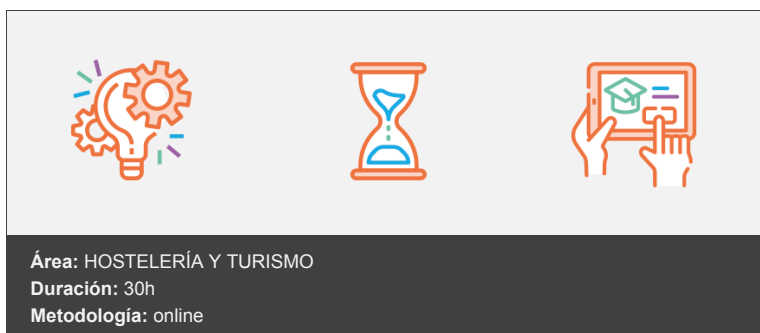 Área: HOSTELERÍA Y TURISMO
Duración: 30h
Metodología: online